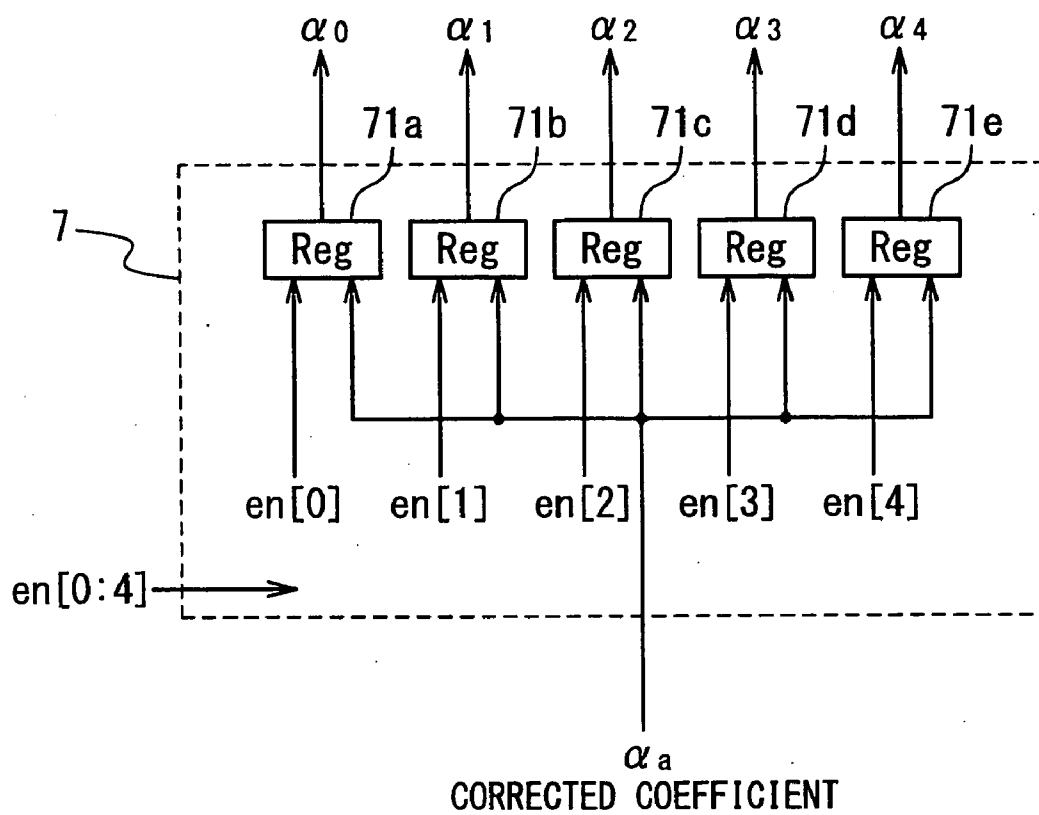 α0 α1 α2 α3 α4
71a 71b 71c 71d 71e
7
Reg Reg Reg Reg Reg
en[0] en[1] en[2] en[3] en[4]
en[0:4]
αa
CORRECTED COEFFICIENT